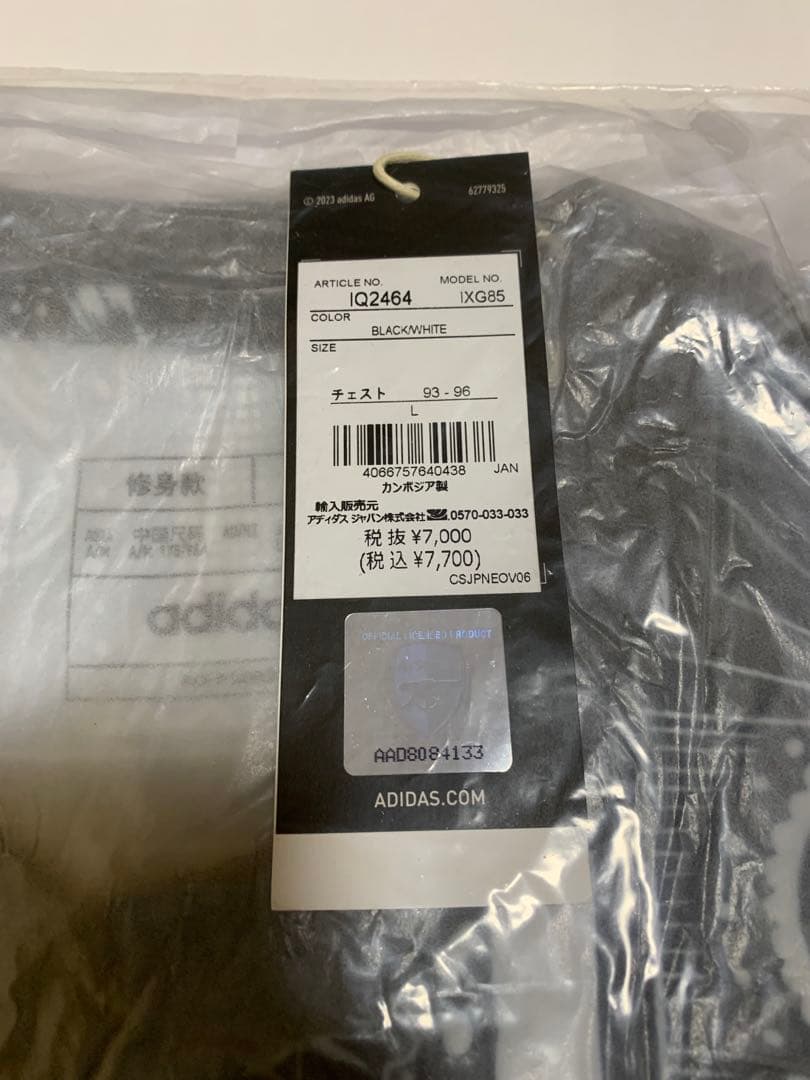 © 2023 adidas AG 62779325
ARTICLE NO. MODEL NO.
IQ2464 IXG85
COLOR
BLACK/WHITE
SIZE
チェスト 93 - 96
L
4066757640438 JAN
カンボジア製
輸入販売元
アディダス ジャパン株式会社 0570-033-033
税抜 ¥7,000
(税込 ¥7,700)
CSJPNEOV06
OFFICIAL LICENSED PRODUCT
AAD8084133
ADIDAS.COM
修身款